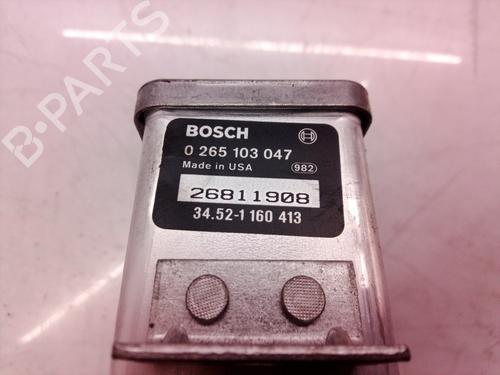 B-PARTS
BOSCH
0 265 103 047
Made in USA 982
26811908
34.52-1 160 413